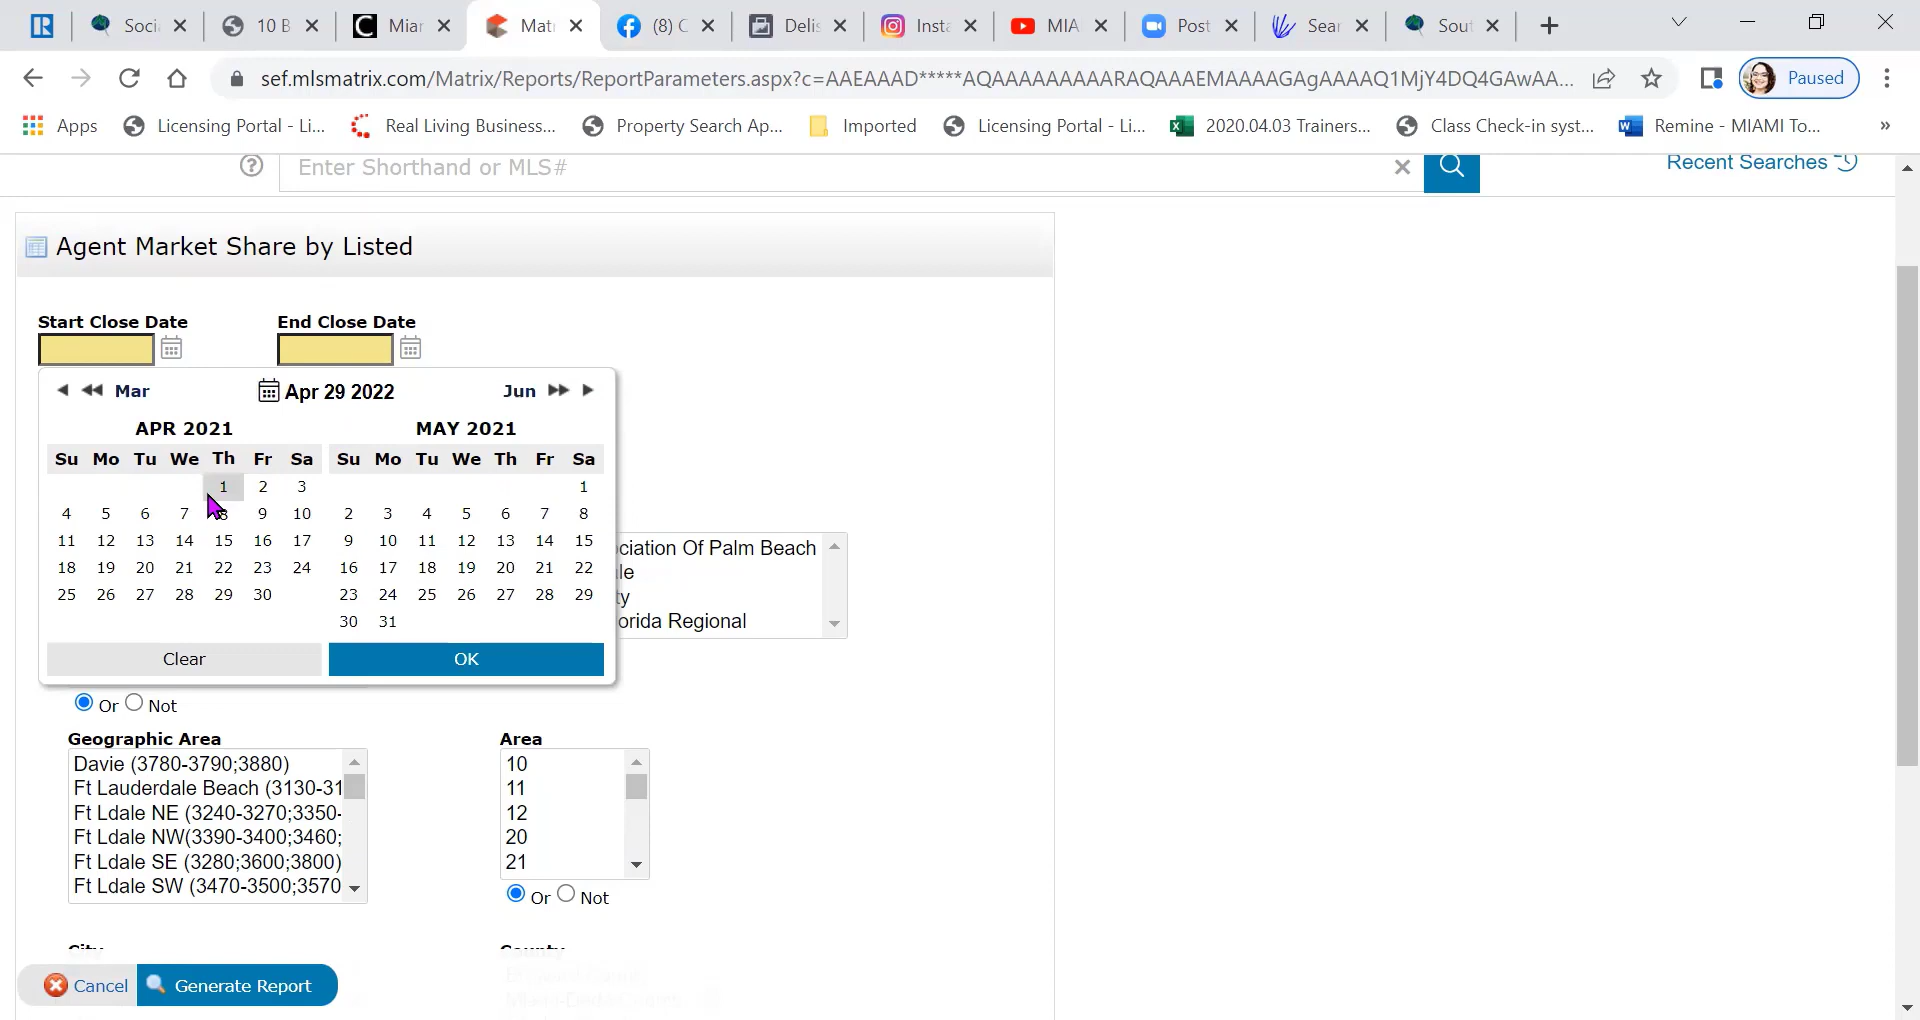 Soci
10 B
Miar
Matr
(8) C
Delis
Insta
MIA
Post
Sear
Sout
sef.mlsmatrix.com/Matrix/Reports/ReportParameters.aspx?c=AAEAAAD*****AQAAAAAAAAARAQAAAEMAAAAGAgAAAAQ1MjY4DQ4GAwAA...
Paused
Apps
Licensing Portal - Li...
Real Living Business...
Property Search Ap...
Imported
Licensing Portal - Li...
2020.04.03 Trainers...
Class Check-in syst...
Remine - MIAMI To...
»
Enter Shorthand or MLS#
Recent Searches
Agent Market Share by Listed
Start Close Date End Close Date
Mar Apr 29 2022 Jun
APR 2021 MAY 2021
Su Mo Tu We Th Fr Sa Su Mo Tu We Th Fr Sa
1 2 3 1
4 5 6 7 8 9 10 2 3 4 5 6 7 8
11 12 13 14 15 16 17 9 10 11 12 13 14 15
18 19 20 21 22 23 24 16 17 18 19 20 21 22
25 26 27 28 29 30 23 24 25 26 27 28 29
30 31
Clear OK
ciation Of Palm Beach
le
ty
orida Regional
Or Not
Geographic Area Area
Davie (3780-3790;3880)
Ft Lauderdale Beach (3130-31
Ft Ldale NE (3240-3270;3350-
Ft Ldale NW(3390-3400;3460;
Ft Ldale SE (3280;3600;3800)
Ft Ldale SW (3470-3500;3570
10
11
12
20
21
Or Not
City County
Cancel Generate Report